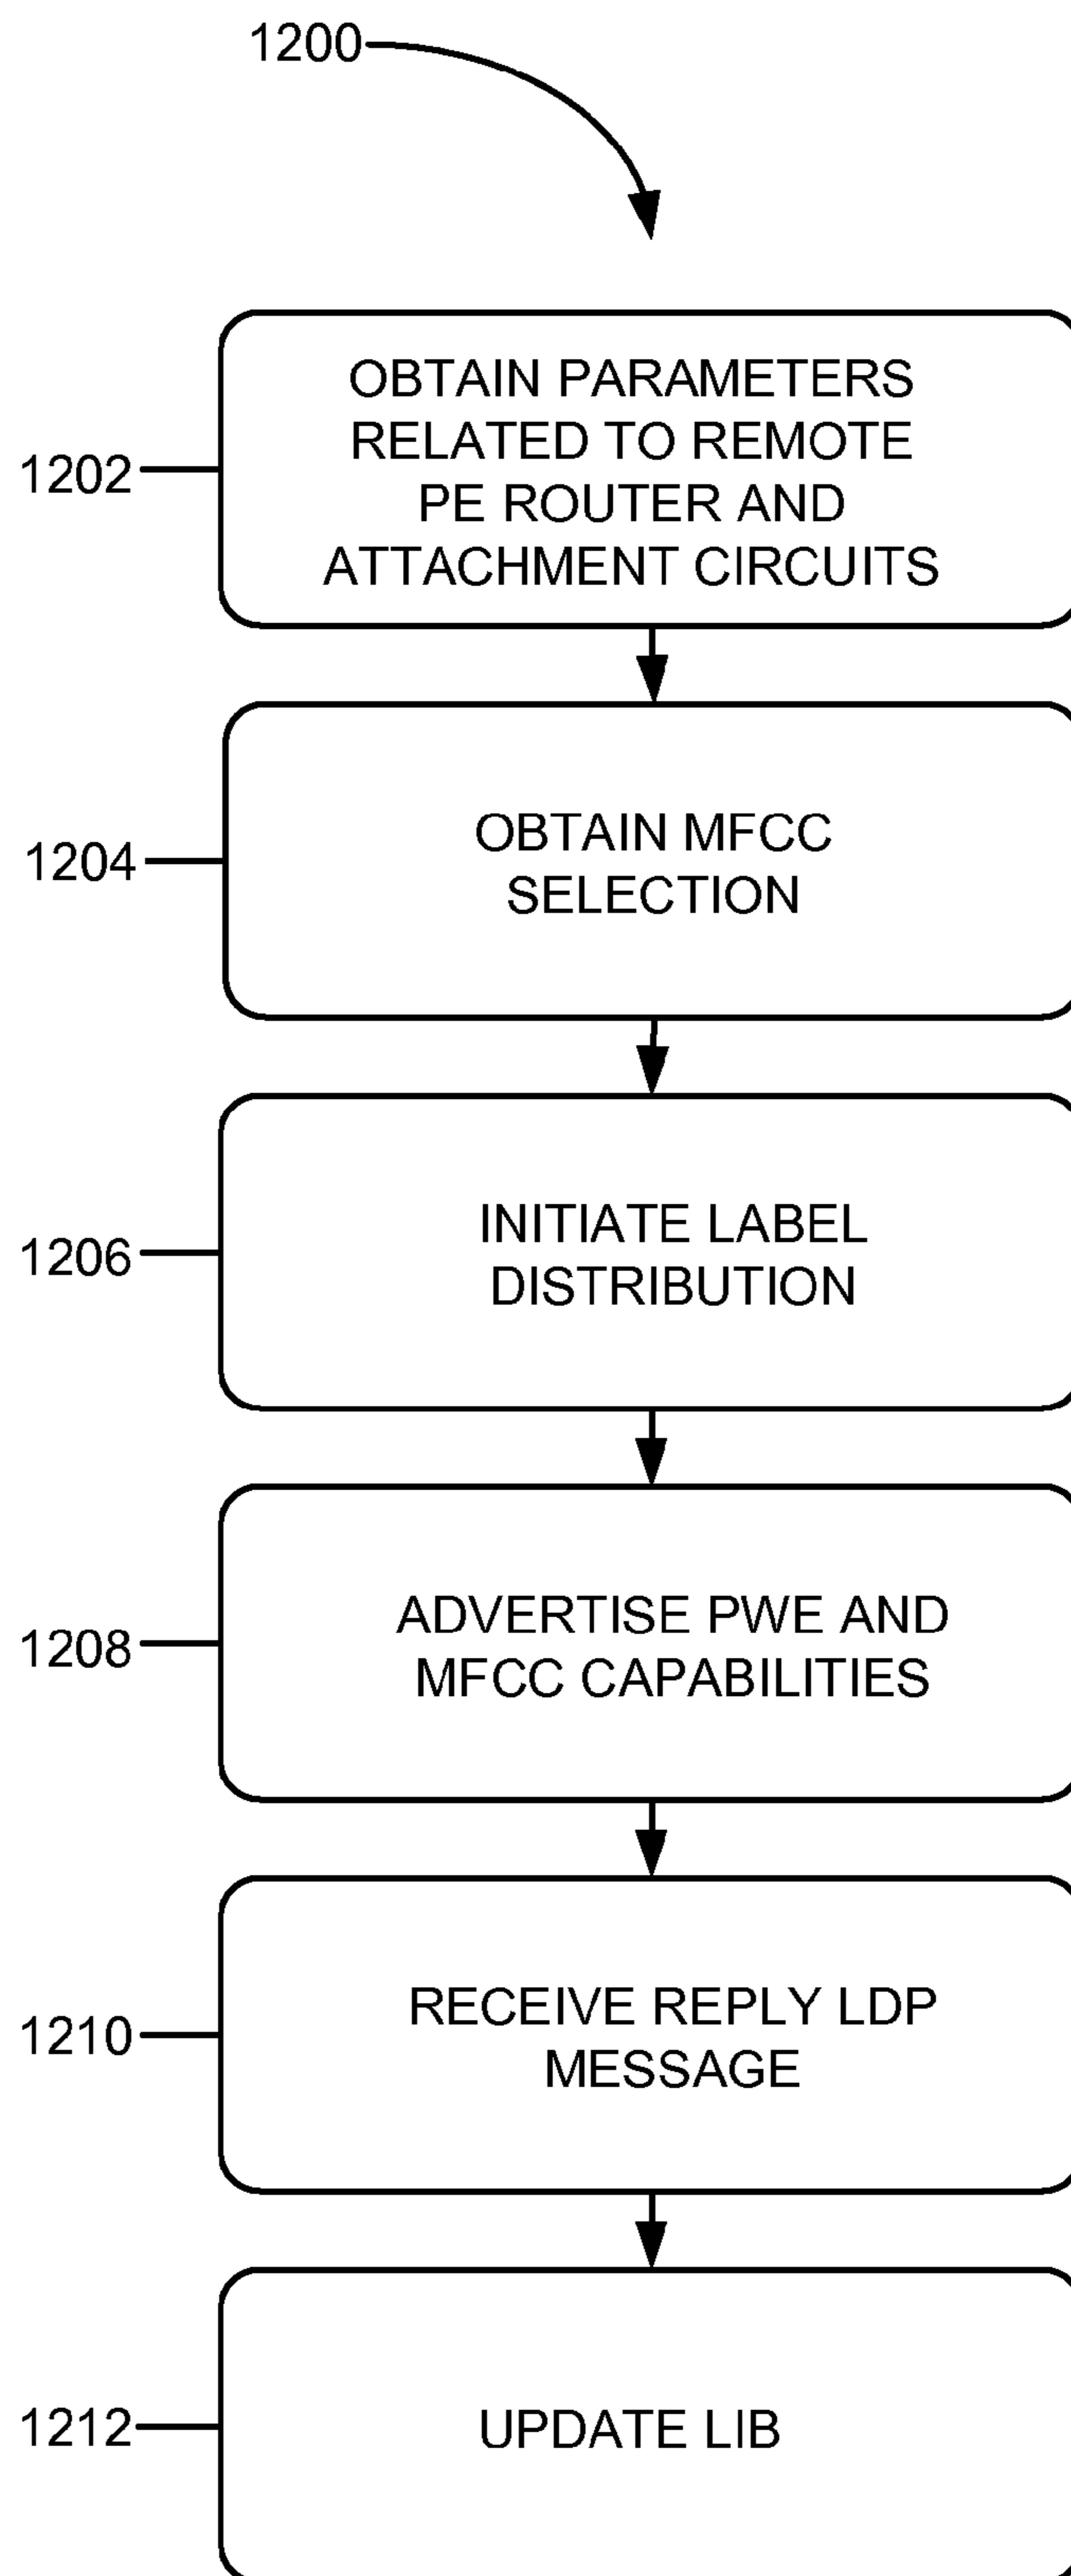 1200
OBTAIN PARAMETERS
RELATED TO REMOTE
1202
PE ROUTER AND
ATTACHMENT CIRCUITS
OBTAIN MFCC
1204
SELECTION
INITIATE LABEL
1206
DISTRIBUTION
ADVERTISE PWE AND
1208
MFCC CAPABILITIES
RECEIVE REPLY LDP
1210
MESSAGE
1212
UPDATE LIB